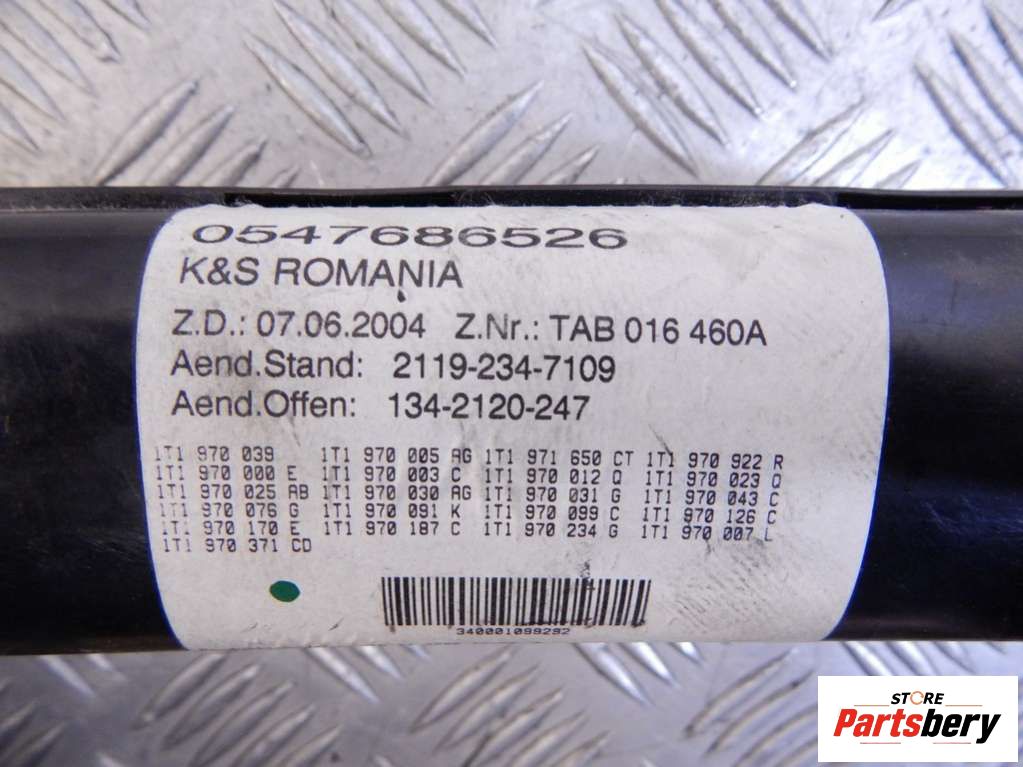 0547686526
K&S ROMANIA
Z.D.: 07.06.2004 Z.Nr.: TAB 016 460A
Aend.Stand: 2119-234-7109
Aend.Offen: 134-2120-247
1T1 970 039 1T1 970 005 AG 1T1 971 650 CT 1T1 970 922 R
1T1 970 000 E 1T1 970 003 C 1T1 970 012 Q 1T1 970 023 Q
1T1 970 025 AB 1T1 970 030 AG 1T1 970 031 G 1T1 970 043 C
1T1 970 076 G 1T1 970 091 K 1T1 970 099 C 1T1 970 126 C
1T1 970 170 E 1T1 970 187 C 1T1 970 234 G 1T1 970 007 L
1T1 970 371 CD
340001099292
STORE
Partsbery